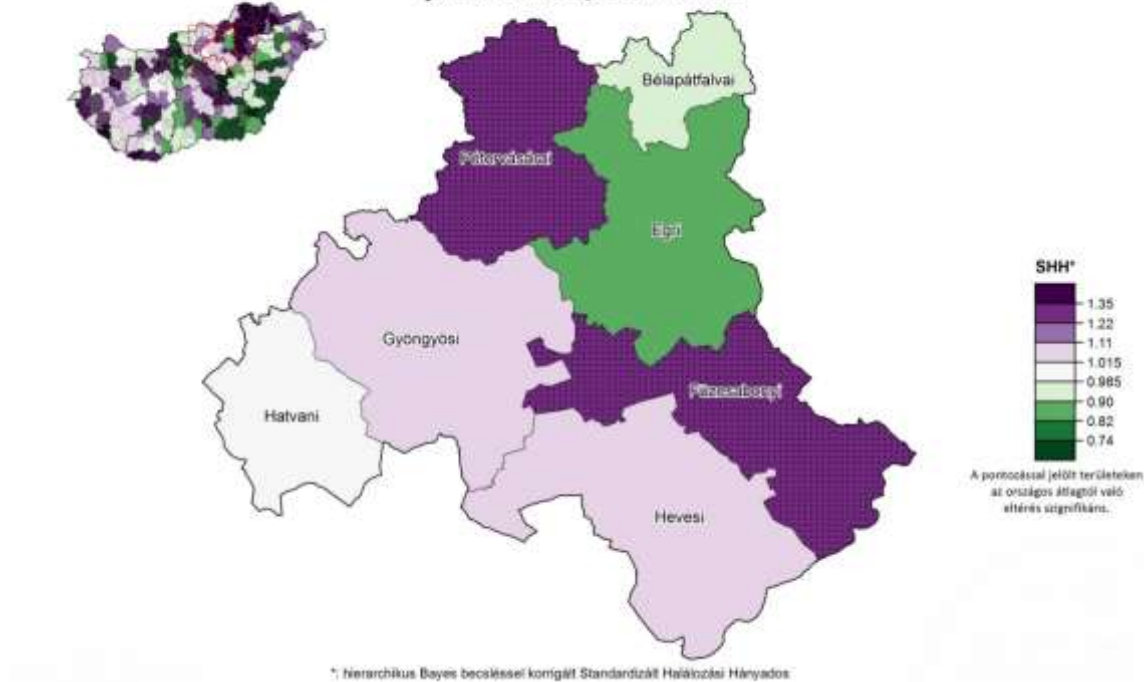 Bélapátfalvai
Pétervásárai
Egri
Gyöngyösi
Hatvani
Füzesabonyi
Hevesi
SHH*
1.35
1.22
1.11
1.015
0.985
0.90
0.82
0.74
A pontozással jelölt területeken
az országos átlagtól való
eltérés szignifikáns.
*: hierarchikus Bayes becsléssel korrigált Standardizált Halálozási Hányados